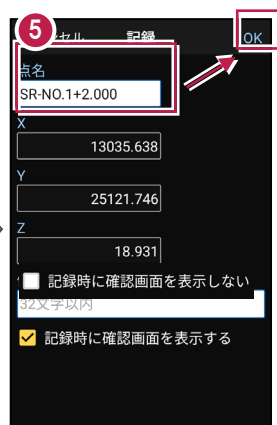 5
セル 記録 OK
点名
SR-NO.1+2.000
X
13035.638
Y
25121.746
Z
18.931
記録時に確認画面を表示しない
32文字以内
記録時に確認画面を表示する